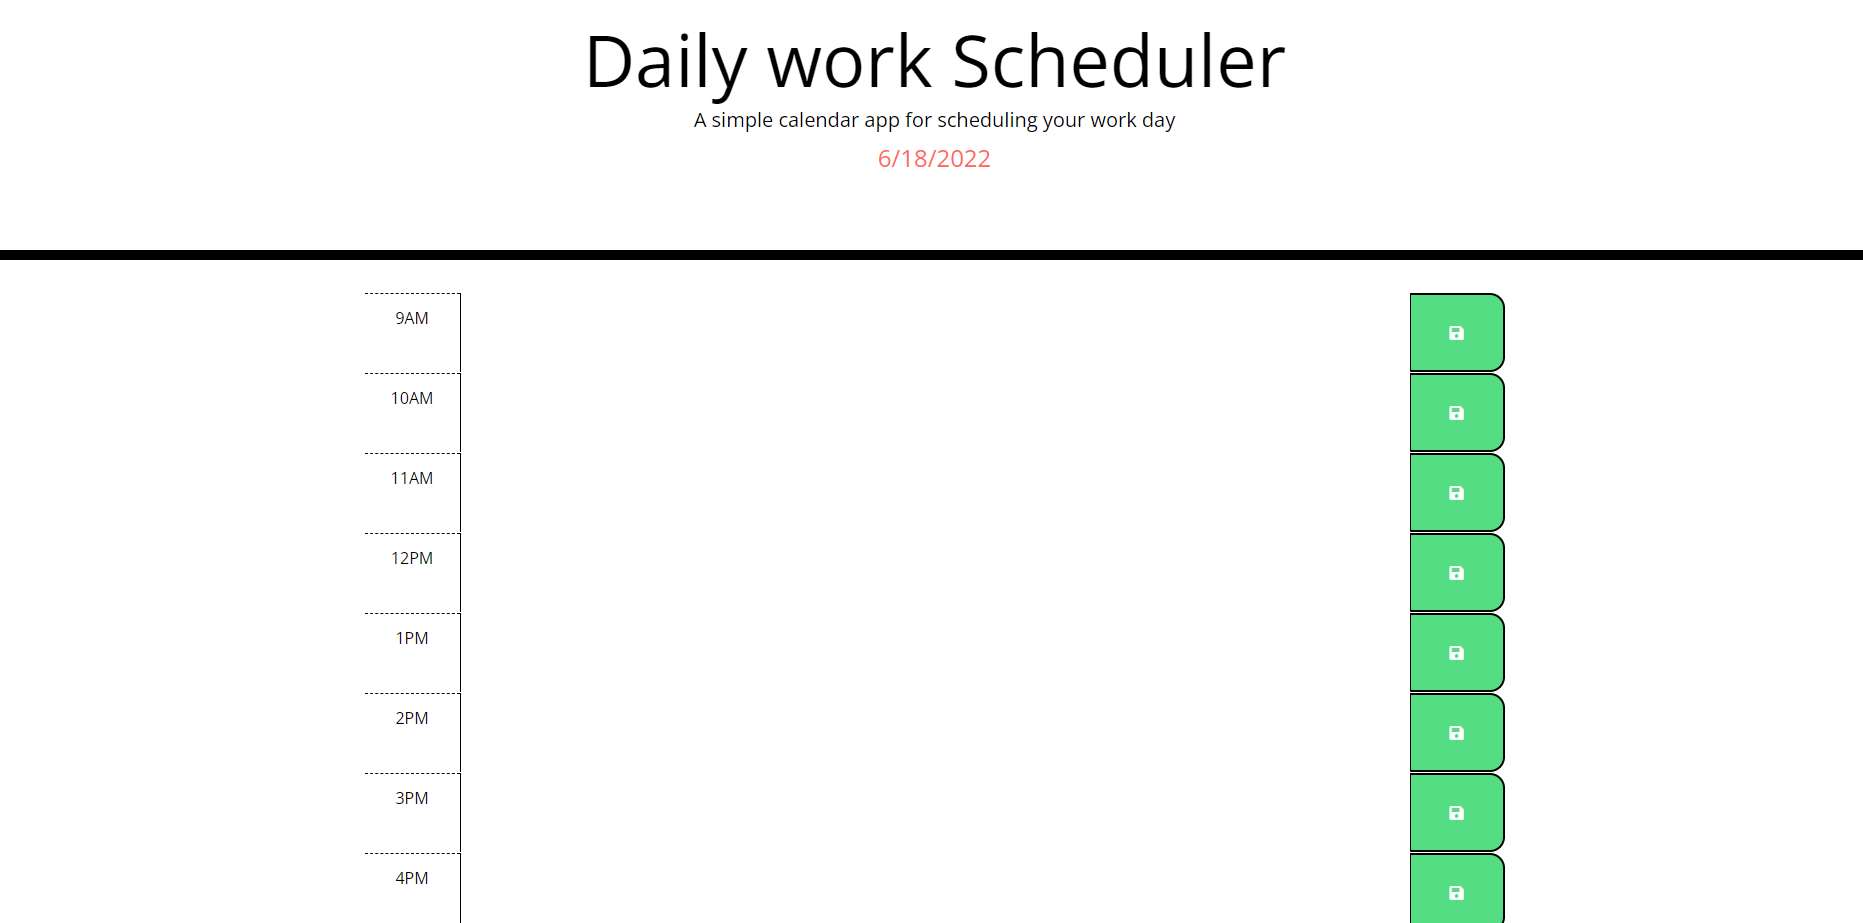 Daily work Scheduler
A simple calendar app for scheduling your work day
6/18/2022
9AM
10AM
11AM
12PM
1PM
2PM
3PM
4PM